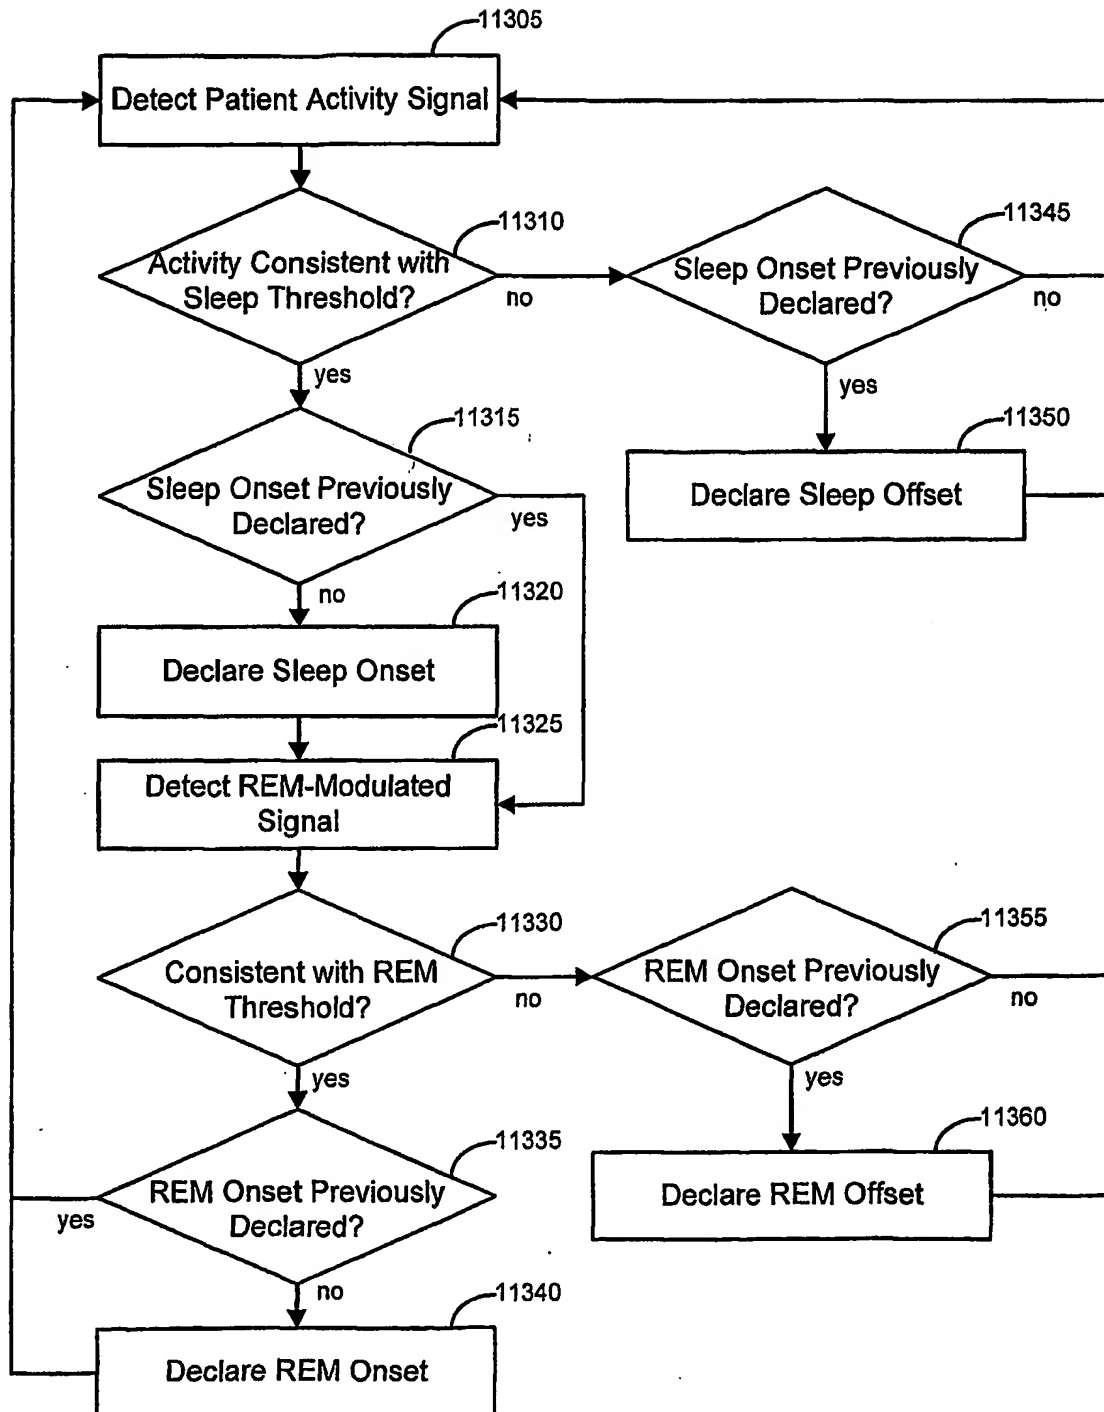 11305
Detect Patient Activity Signal
11310
Activity Consistent with
Sleep Threshold?
no
yes
11345
Sleep Onset Previously
Declared?
no
yes
11315
Sleep Onset Previously
Declared?
yes
no
11350
Declare Sleep Offset
11320
Declare Sleep Onset
11325
Detect REM-Modulated
Signal
11330
Consistent with REM
Threshold?
no
yes
11355
REM Onset Previously
Declared?
no
yes
11335
REM Onset Previously
Declared?
yes
no
11360
Declare REM Offset
11340
Declare REM Onset